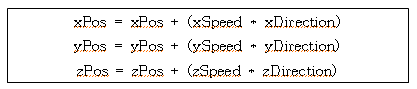 xPos = xPos + (xSpeed * xDirection)
yPos = yPos + (ySpeed * yDirection)
zPos = zPos + (zSpeed * zDirection)